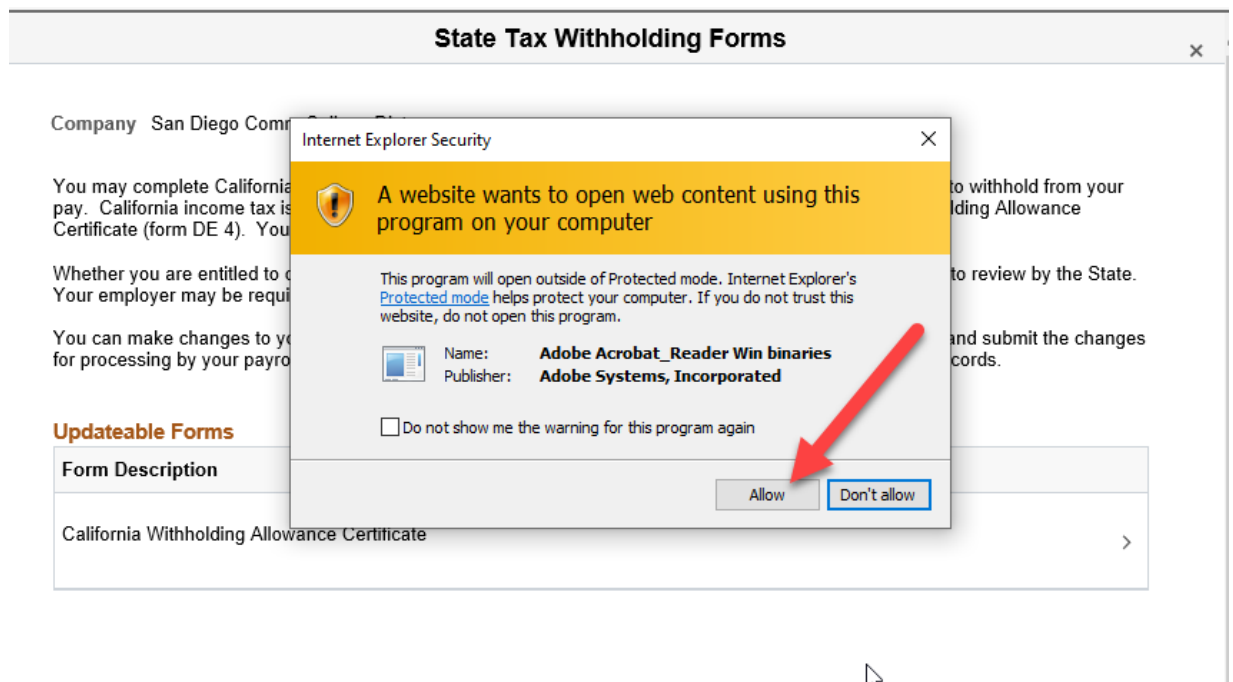 State Tax Withholding Forms
Company San Diego Comr
Internet Explorer Security
A website wants to open web content using this
program on your computer
You may complete California
to withhold from your
pay. California income tax is
lding Allowance
Certificate (form DE 4). You
This program will open outside of Protected mode. Internet Explorer's
Protected mode helps protect your computer. If you do not trust this
website, do not open this program.
Whether you are entitled to
to review by the State.
Your employer may be requi
You can make changes to yo
and submit the changes
for processing by your payro
cords.
Name: Adobe Acrobat_Reader Win binaries
Publisher: Adobe Systems, Incorporated
Do not show me the warning for this program again
Allow
Don't allow
Updateable Forms
Form Description
California Withholding Allowance Certificate